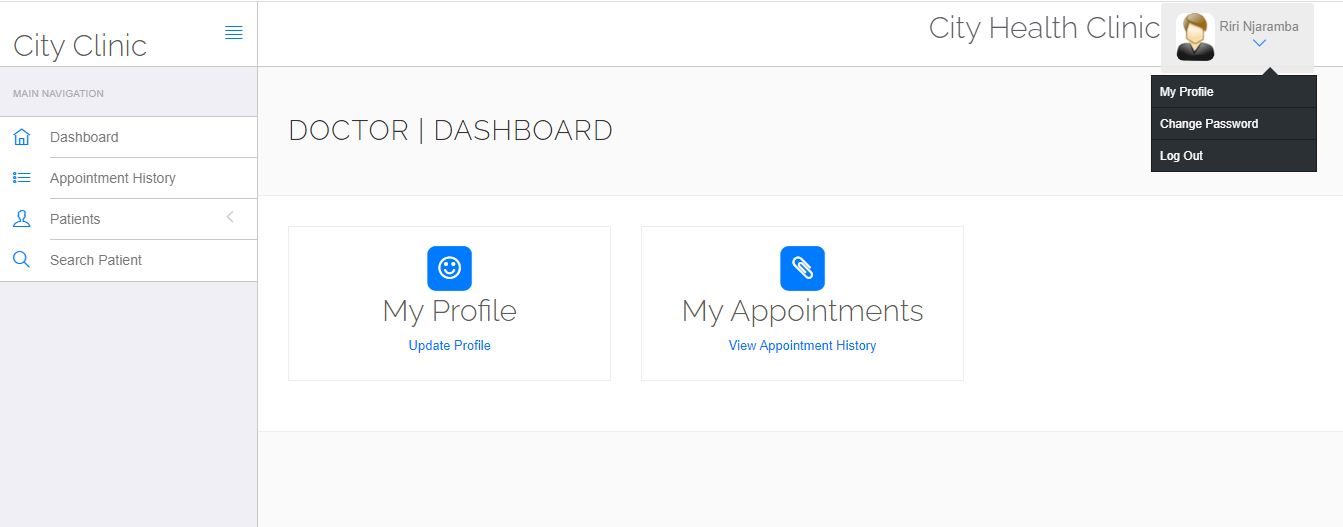 City Clinic
City Health Clinic
Riri Njaramba
My Profile
Change Password
Log Out
MAIN NAVIGATION
Dashboard
Appointment History
Patients
Search Patient
DOCTOR | DASHBOARD
My Profile
Update Profile
My Appointments
View Appointment History